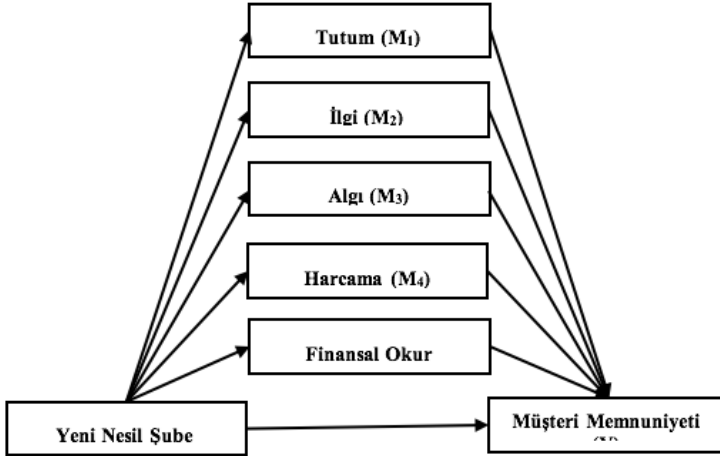 Tutum (M₁)
İlgi (M₂)
Algı (M₃)
Harcama (M₄)
Finansal Okur
Yeni Nesil Şube
Müşteri Memnuniyeti